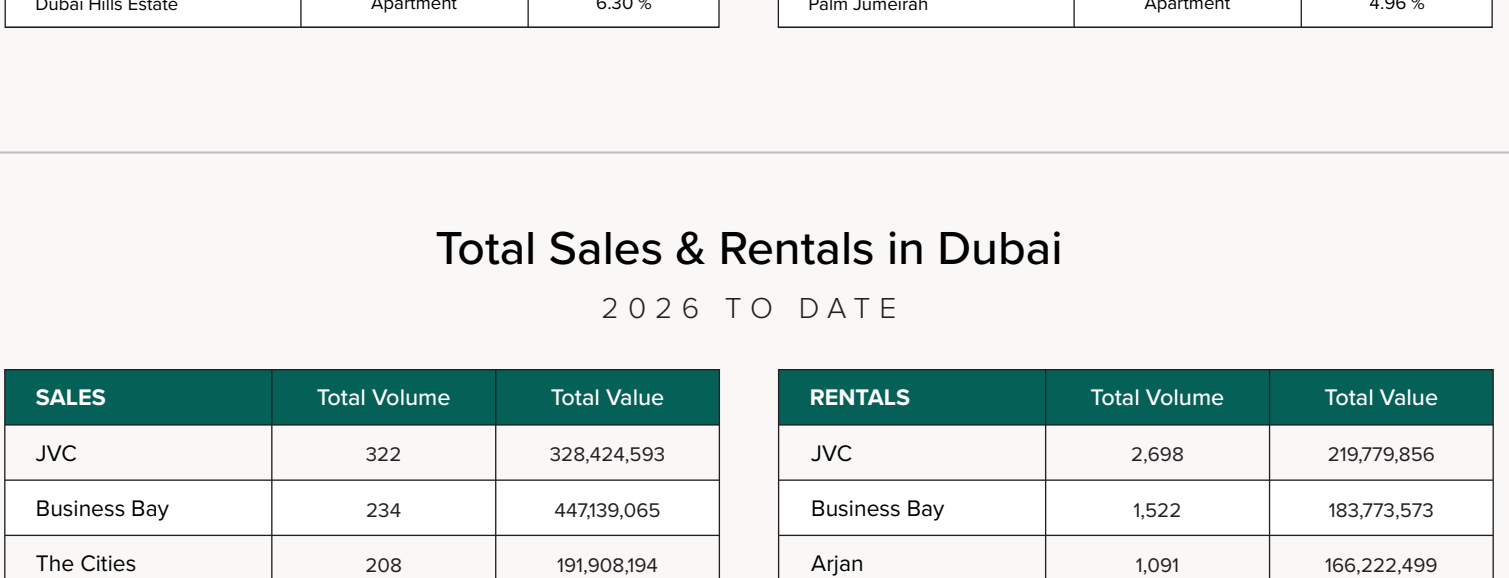 Dubai Hills Estate Apartment 6.30 % Palm Jumeirah Apartment 4.96 %
Total Sales & Rentals in Dubai
2026 TO DATE
SALES Total Volume Total Value RENTALS Total Volume Total Value
JVC 322 328,424,593 JVC 2,698 219,779,856
Business Bay 234 447,139,065 Business Bay 1,522 183,773,573
The Cities 208 191,908,194 Arjan 1,091 166,222,499